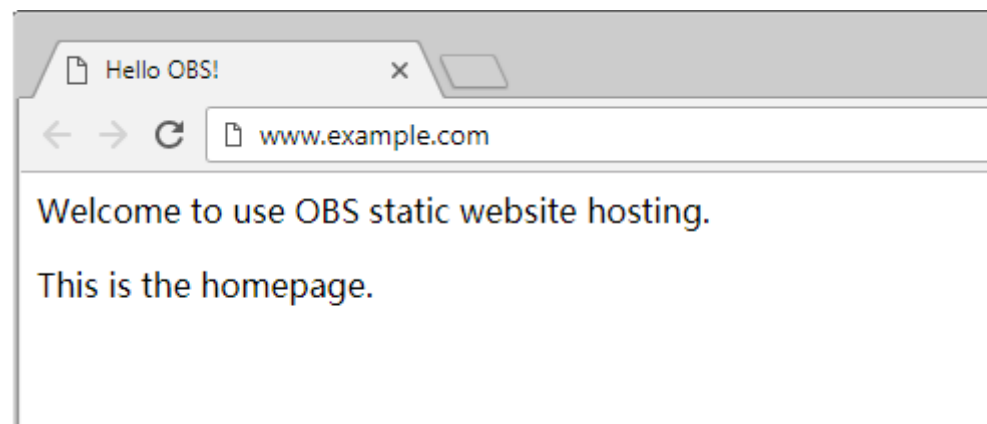 Hello OBS!
www.example.com
Welcome to use OBS static website hosting.
This is the homepage.